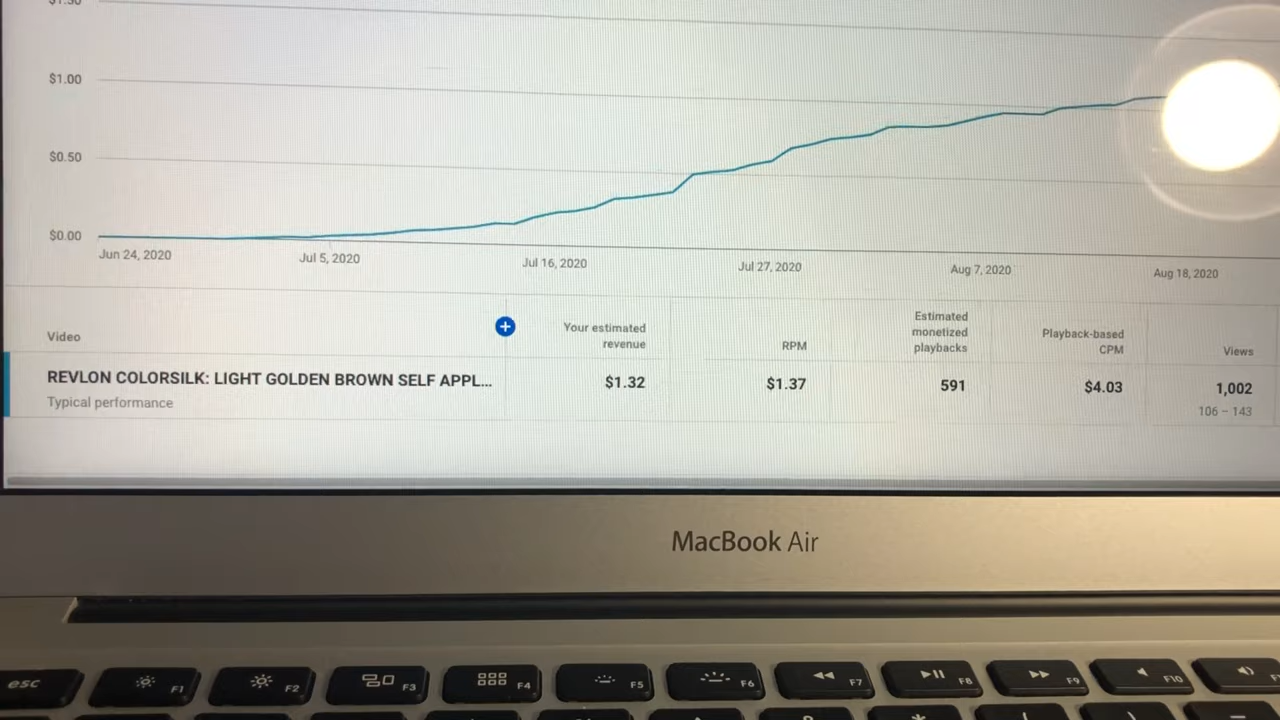 $1.50
$1.00
$0.50
$0.00
Jun 24, 2020
Jul 5, 2020
Jul 16, 2020
Jul 27, 2020
Aug 7, 2020
Aug 18, 2020
Video
Your estimated revenue
RPM
Estimated monetized playbacks
Playback-based CPM
Views
REVLON COLORSILK: LIGHT GOLDEN BROWN SELF APPL...
$1.32
$1.37
591
$4.03
1,002
Typical performance
106 – 143
MacBook Air
esc
F1
F2
F3
F4
F5
F6
F7
F8
F9
F10